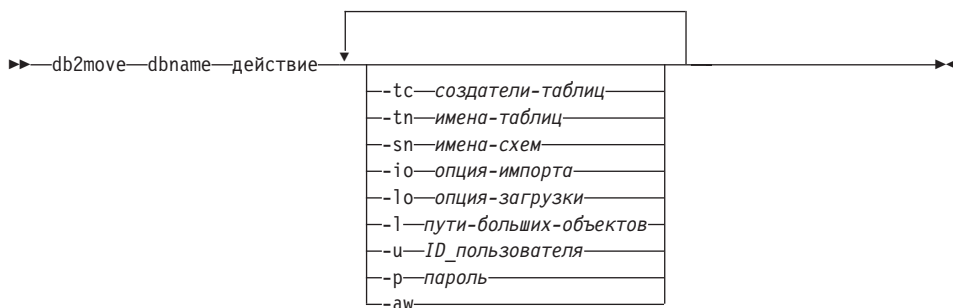 db2move dbname действие
-tc создатели-таблиц
-tn имена-таблиц
-sn имена-схем
-io опция-импорта
-lo опция-загрузки
-l пути-больших-объектов
-u ID_пользователя
-p пароль
-aw